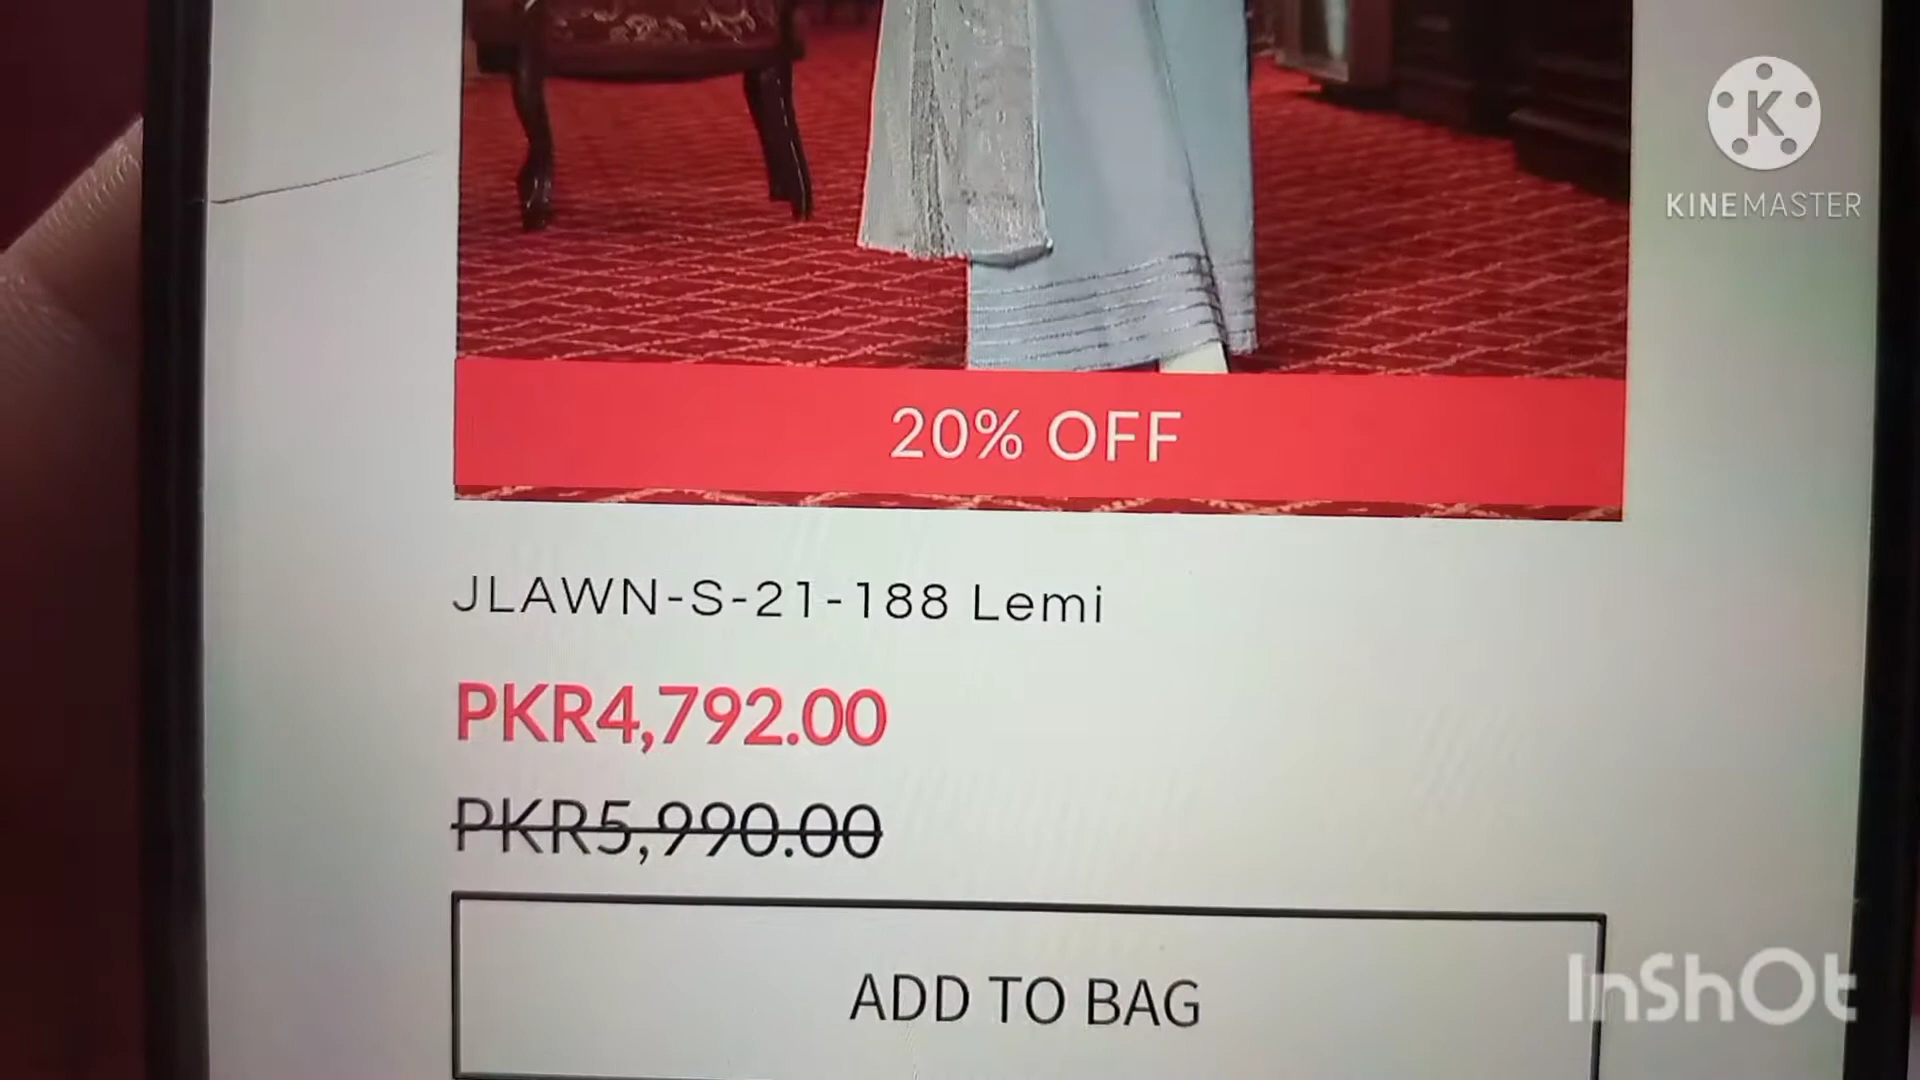 K
KINEMASTER
20% OFF
JLAWN-S-21-188 Lemi
PKR4,792.00
PKR5,990.00
ADD TO BAG
InShOt